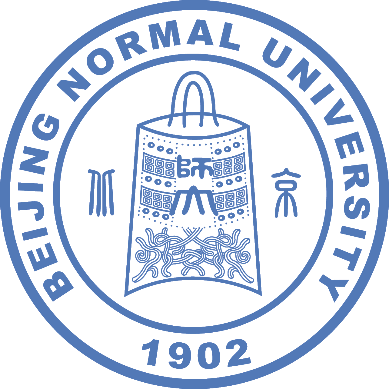 BEIJING NORMAL UNIVERSITY
京師大北
1902